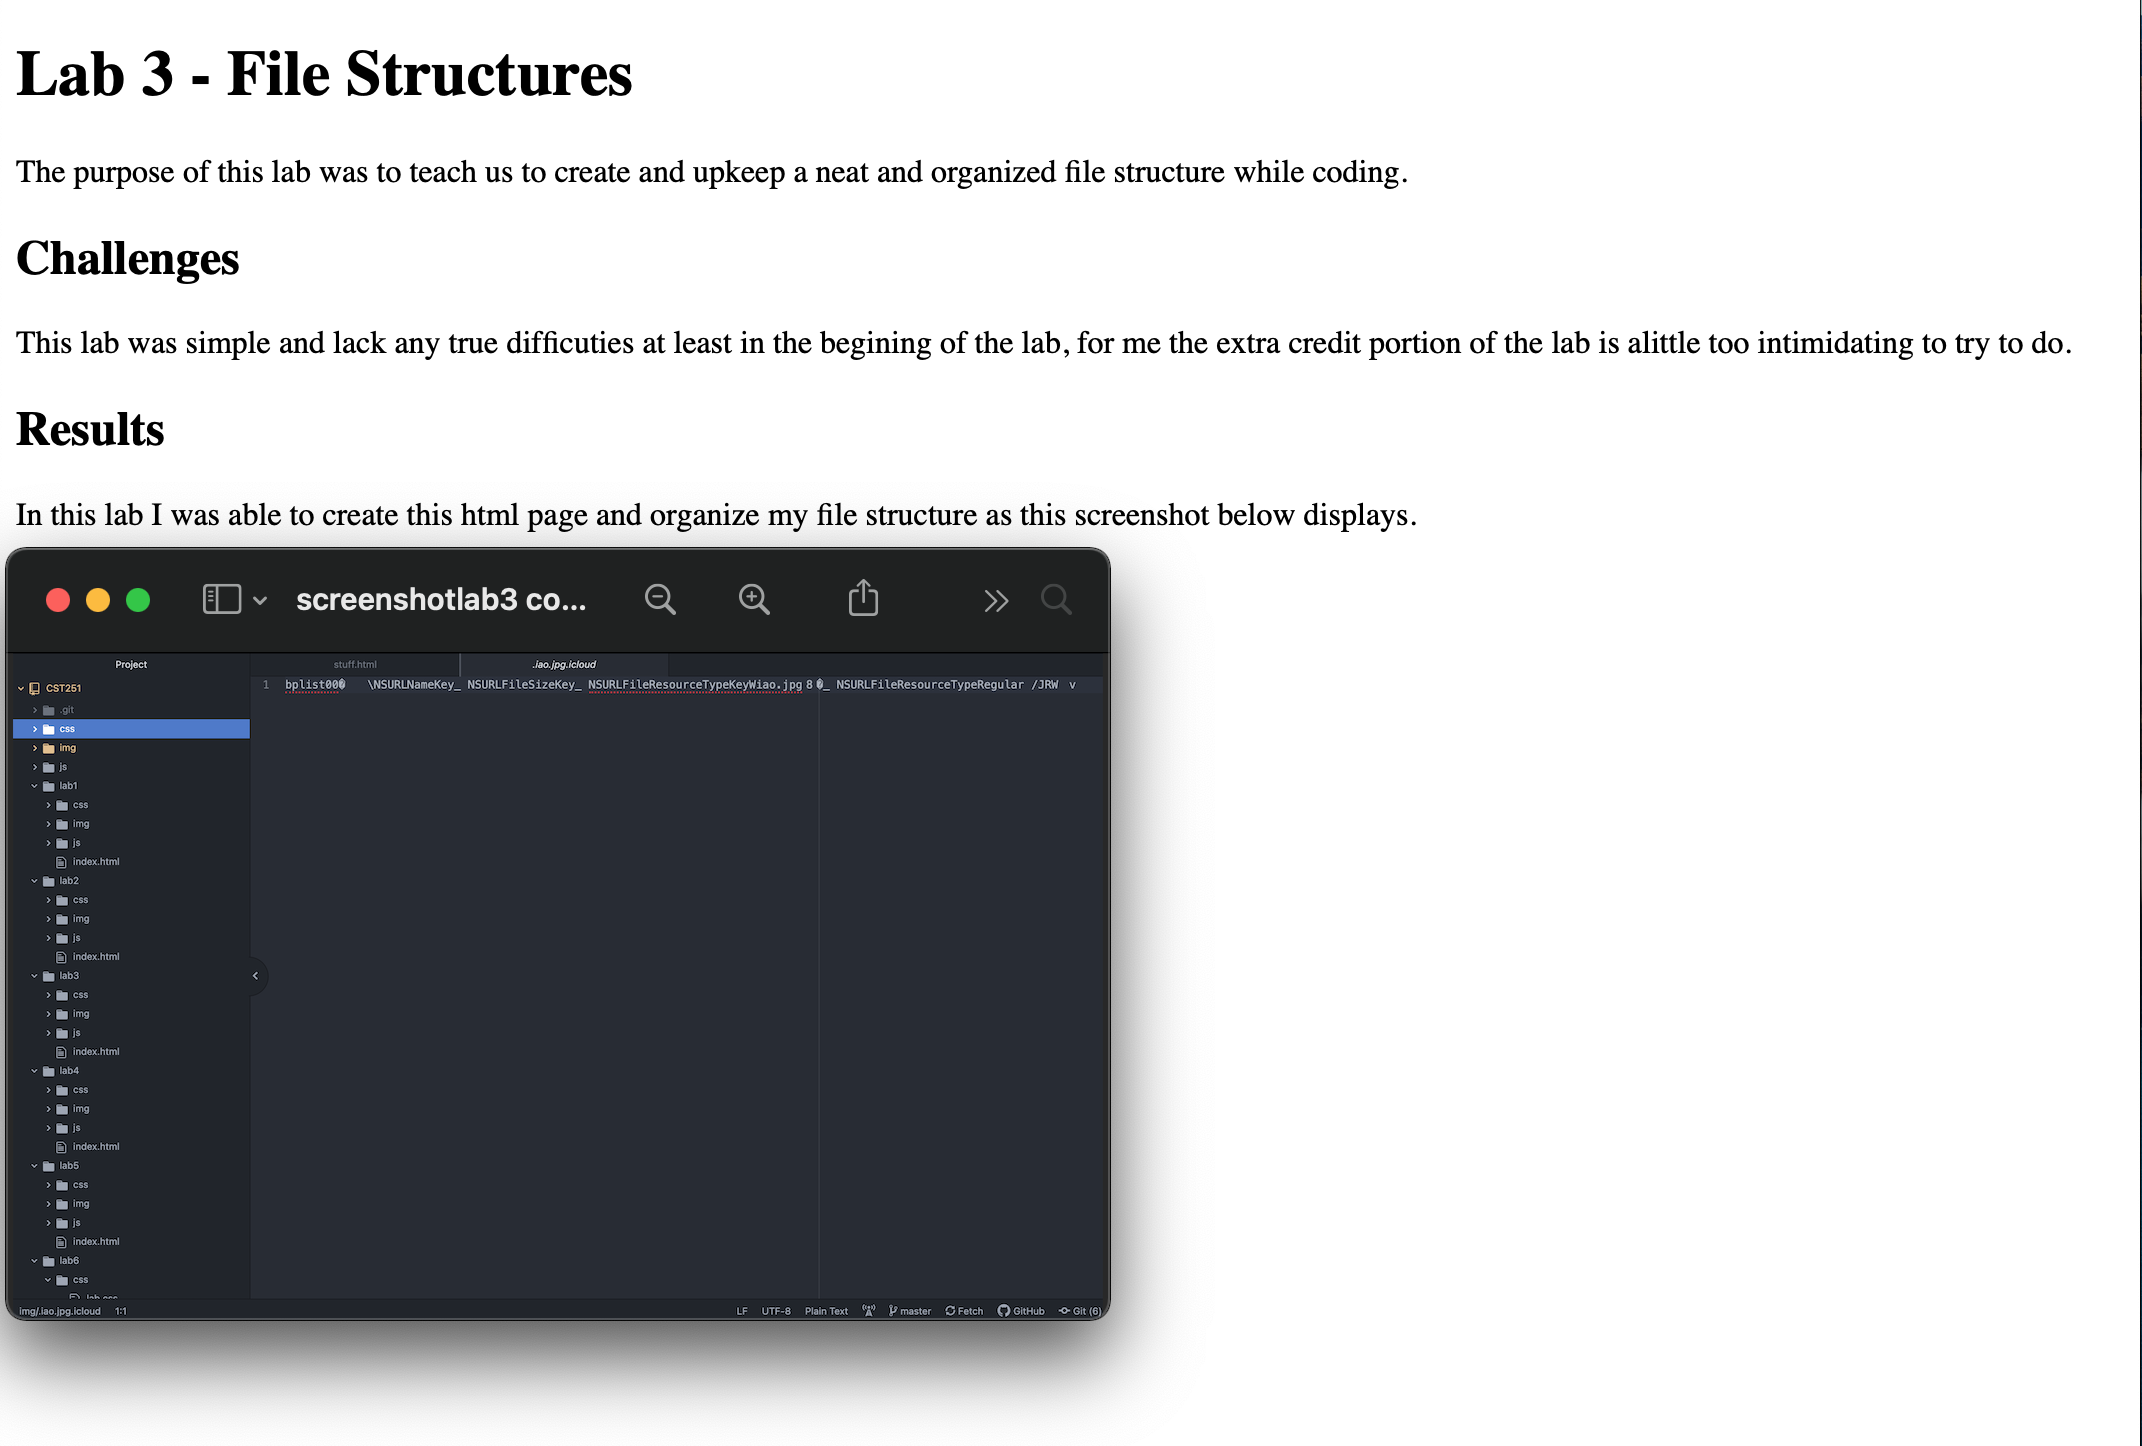 Lab 3 - File Structures
The purpose of this lab was to teach us to create and upkeep a neat and organized file structure while coding.
Challenges
This lab was simple and lack any true difficuties at least in the begining of the lab, for me the extra credit portion of the lab is alittle too intimidating to try to do.
Results
In this lab I was able to create this html page and organize my file structure as this screenshot below displays.
screenshotlab3 co...
Project
stuff.html
.iao.jpg.icloud
CST251
1 bplist00� \NSURLNameKey_ NSURLFileSizeKey_ NSURLFileResourceTypeKeyWiao.jpg 8 �_ NSURLFileResourceTypeRegular /JRW v
.git
css
img
js
lab1
css
img
js
index.html
lab2
css
img
js
index.html
lab3
css
img
js
index.html
lab4
css
img
js
index.html
lab5
css
img
js
index.html
lab6
css
lab.css
img/.iao.jpg.icloud 1:1 LF UTF-8 Plain Text master Fetch GitHub Git (6)